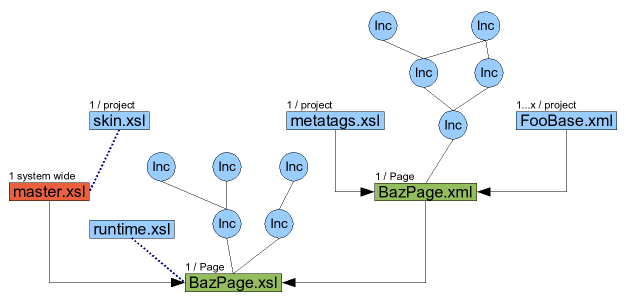 Inc
Inc
Inc
Inc
1 / project
skin.xsl
1 / project
metatags.xsl
Inc
1...x / project
FooBase.xml
1 system wide
master.xsl
Inc
Inc
Inc
1 / Page
BazPage.xml
runtime.xsl
Inc
Inc
1 / Page
BazPage.xsl